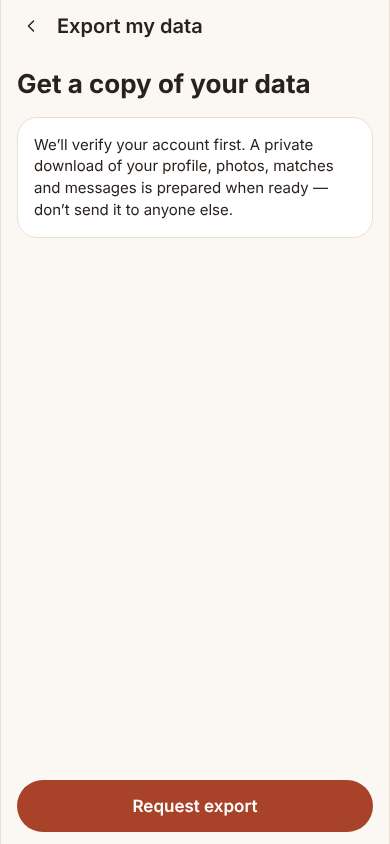 Export my data
Get a copy of your data
We’ll verify your account first. A private
download of your profile, photos, matches
and messages is prepared when ready —
don’t send it to anyone else.
Request export